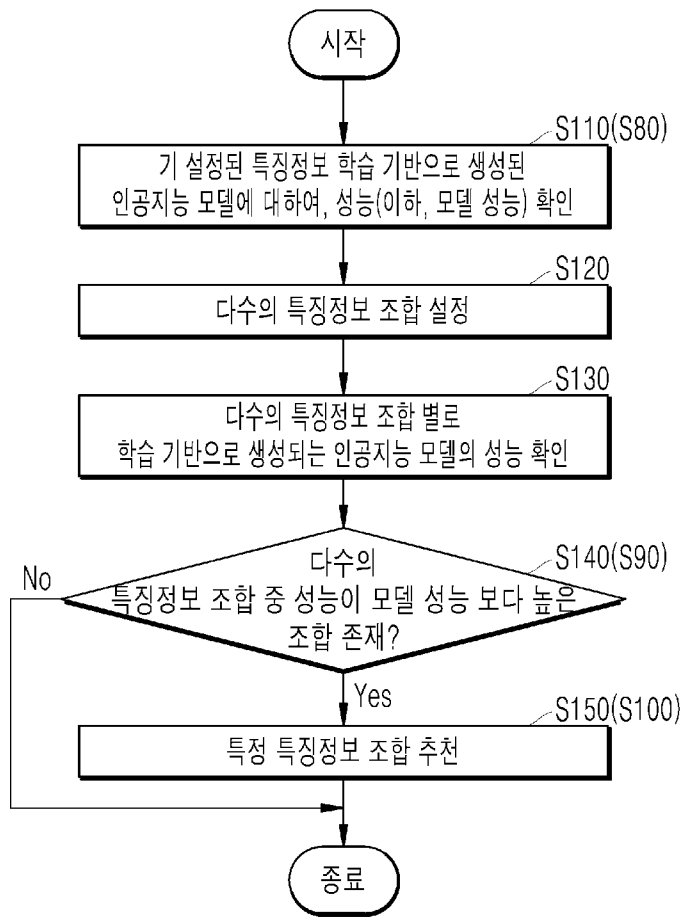 시작
S110(S80)
기 설정된 특징정보 학습 기반으로 생성된
인공지능 모델에 대하여, 성능(이하, 모델 성능) 확인
S120
다수의 특징정보 조합 설정
S130
다수의 특징정보 조합 별로
학습 기반으로 생성되는 인공지능 모델의 성능 확인
S140(S90)
다수의
특징정보 조합 중 성능이 모델 성능 보다 높은
조합 존재?
No
Yes
S150(S100)
특정 특징정보 조합 추천
종료